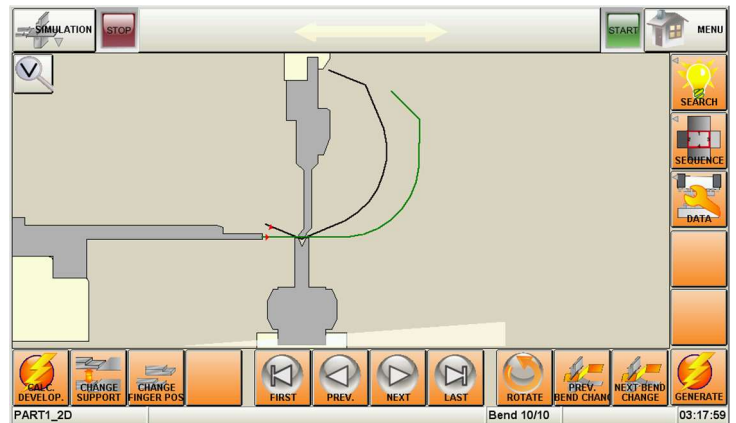 SIMULATION
STOP
START
MENU
SEARCH
SEQUENCE
DATA
CALC.
DEVELOP.
CHANGE
SUPPORT
CHANGE
FINGER POS
FIRST
PREV.
NEXT
LAST
ROTATE
PREV.
BEND CHAN
NEXT BEND
CHANGE
GENERATE
PART1_2D
Bend 10/10
03:17:59